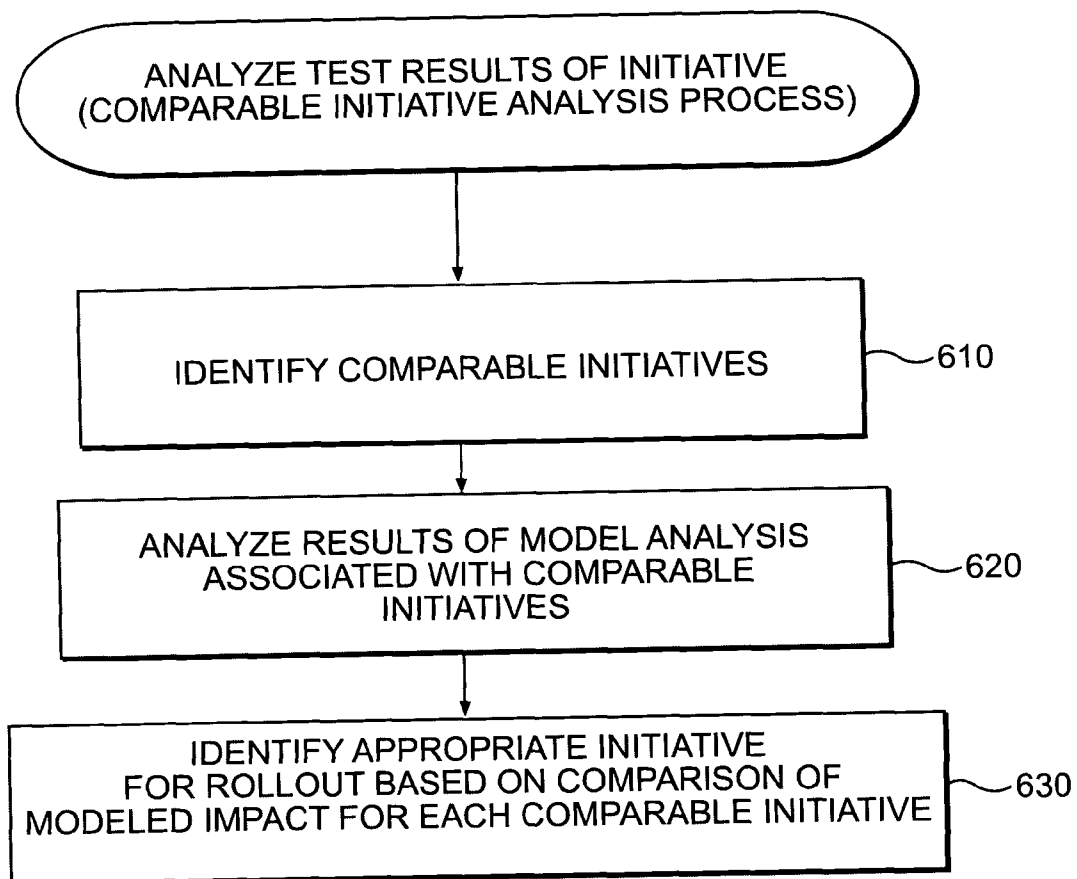 ANALYZE TEST RESULTS OF INITIATIVE
(COMPARABLE INITIATIVE ANALYSIS PROCESS)
IDENTIFY COMPARABLE INITIATIVES
610
ANALYZE RESULTS OF MODEL ANALYSIS
ASSOCIATED WITH COMPARABLE
INITIATIVES
620
IDENTIFY APPROPRIATE INITIATIVE
FOR ROLLOUT BASED ON COMPARISON OF
MODELED IMPACT FOR EACH COMPARABLE INITIATIVE
630